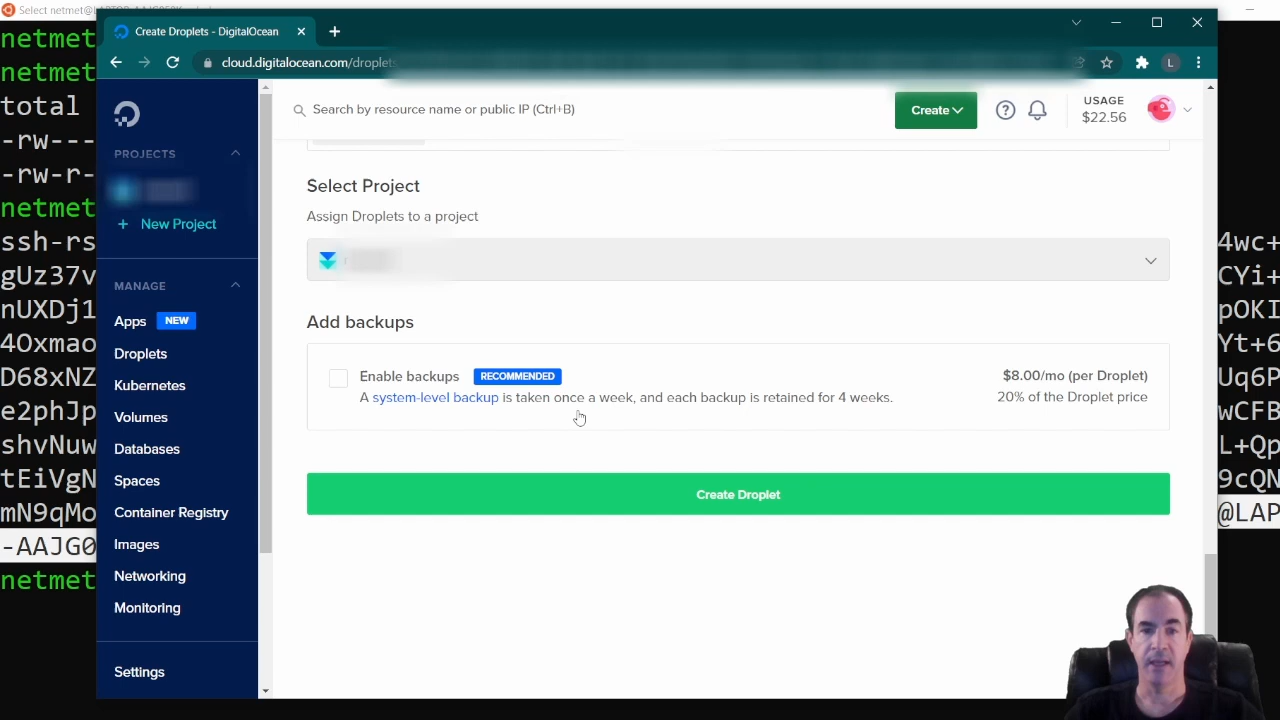 Select netmet@LAPTOP-AAJG
Create Droplets - DigitalOcean
cloud.digitalocean.com/droplets
L
netmet
netmet
total
-rw---
-rw-r-
netmet
ssh-rs
gUz37v
nUXDj1
4Oxmao
D68xNZ
e2phJp
shvNuw
tEiVgN
mN9qMo
-AAJG0
netmet
PROJECTS
+ New Project
MANAGE
Apps NEW
Droplets
Kubernetes
Volumes
Databases
Spaces
Container Registry
Images
Networking
Monitoring
Settings
Search by resource name or public IP (Ctrl+B)
Create
?
USAGE
$22.56
Select Project
Assign Droplets to a project
Add backups
Enable backups RECOMMENDED
$8.00/mo (per Droplet)
A system-level backup is taken once a week, and each backup is retained for 4 weeks.
20% of the Droplet price
Create Droplet
4wc+
CYi+
pOKI
Yt+6
Uq6P
wCFB
L+Qp
9cQN
@LAP